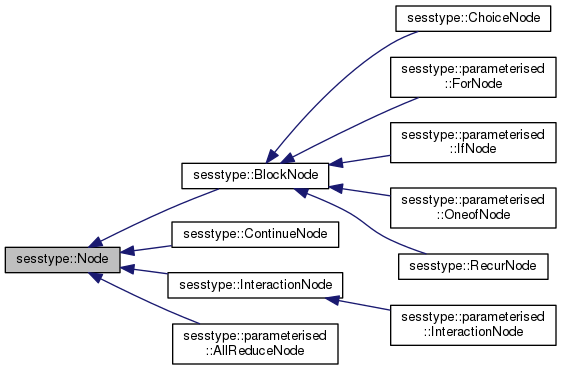 sesstype::ChoiceNode
sesstype::parameterised
::ForNode
sesstype::parameterised
::IfNode
sesstype::BlockNode
sesstype::parameterised
::OneofNode
sesstype::ContinueNode
sesstype::Node
sesstype::RecurNode
sesstype::InteractionNode
sesstype::parameterised
::InteractionNode
sesstype::parameterised
::AllReduceNode